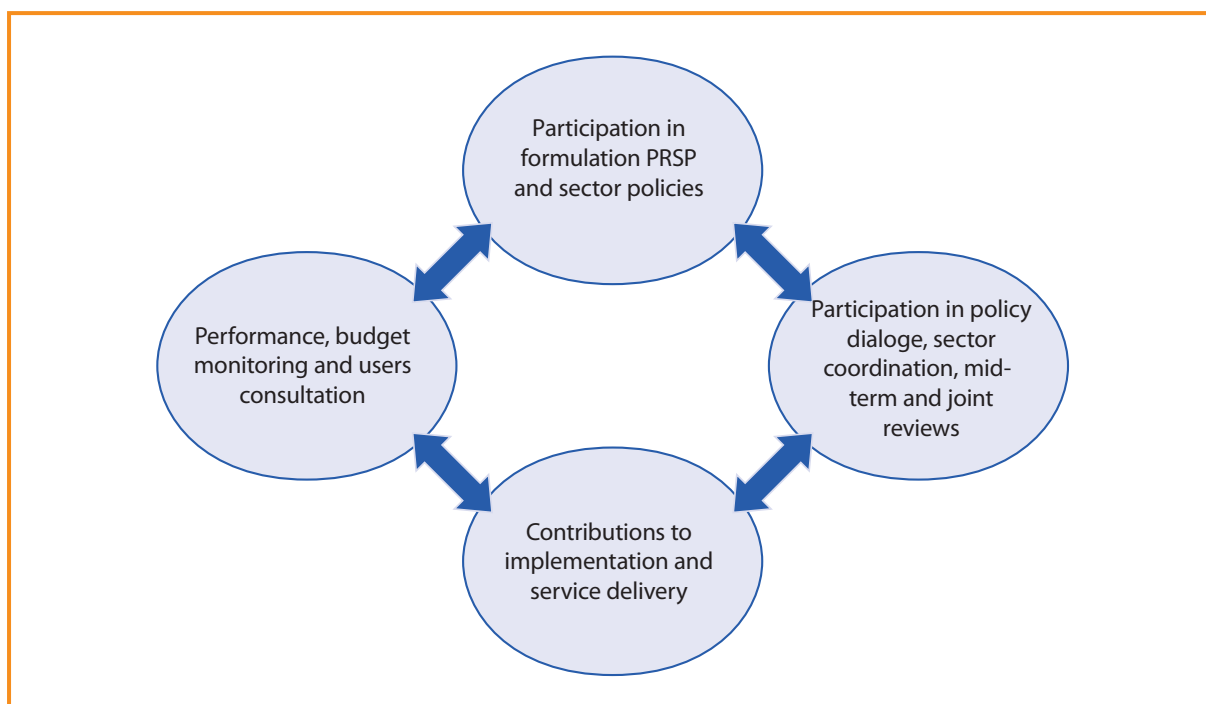 Participation in
formulation PRSP
and sector policies
Performance, budget
monitoring and users
consultation
Participation in policy
dialoge, sector
coordination, mid-
term and joint
reviews
Contributions to
implementation and
service delivery